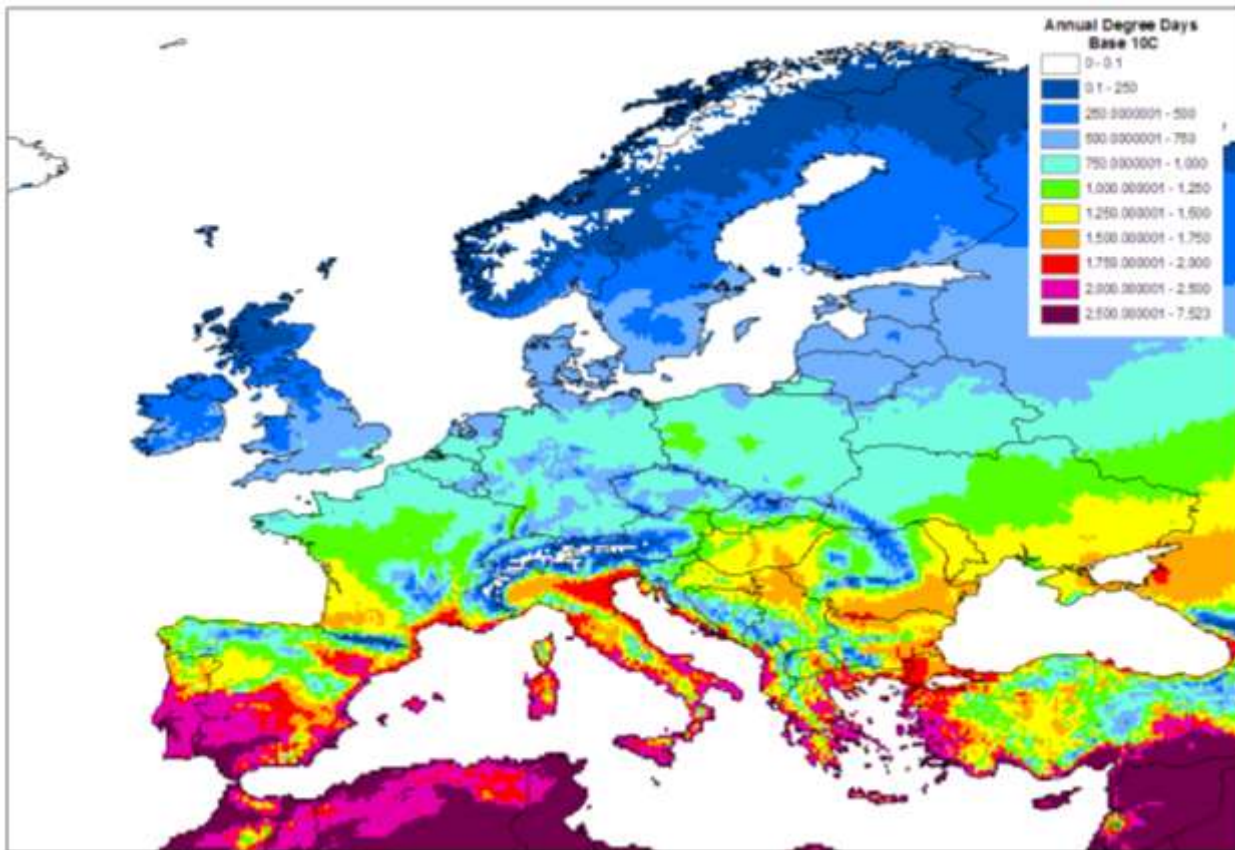 Annual Degree Days
Base 10C
0 - 0.1
0.1 - 250
250.0000001 - 500
500.0000001 - 750
750.0000001 - 1,000
1,000.000001 - 1,250
1,250.000001 - 1,500
1,500.000001 - 1,750
1,750.000001 - 2,000
2,000.000001 - 2,500
2,500.000001 - 7,523